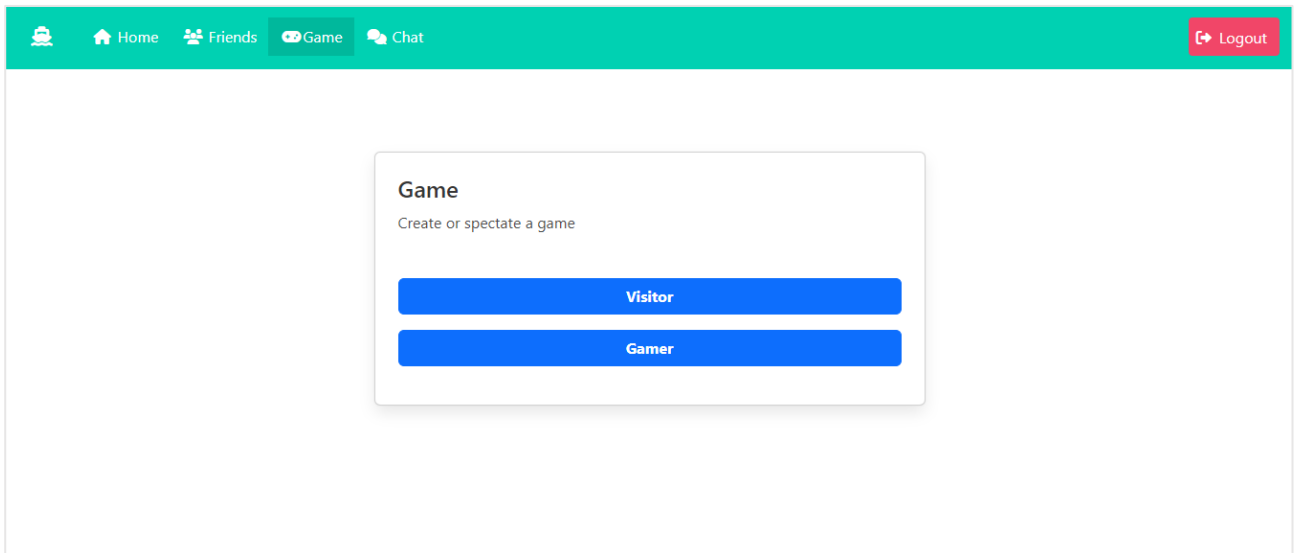 Home Friends Game Chat Logout
Game
Create or spectate a game
Visitor
Gamer